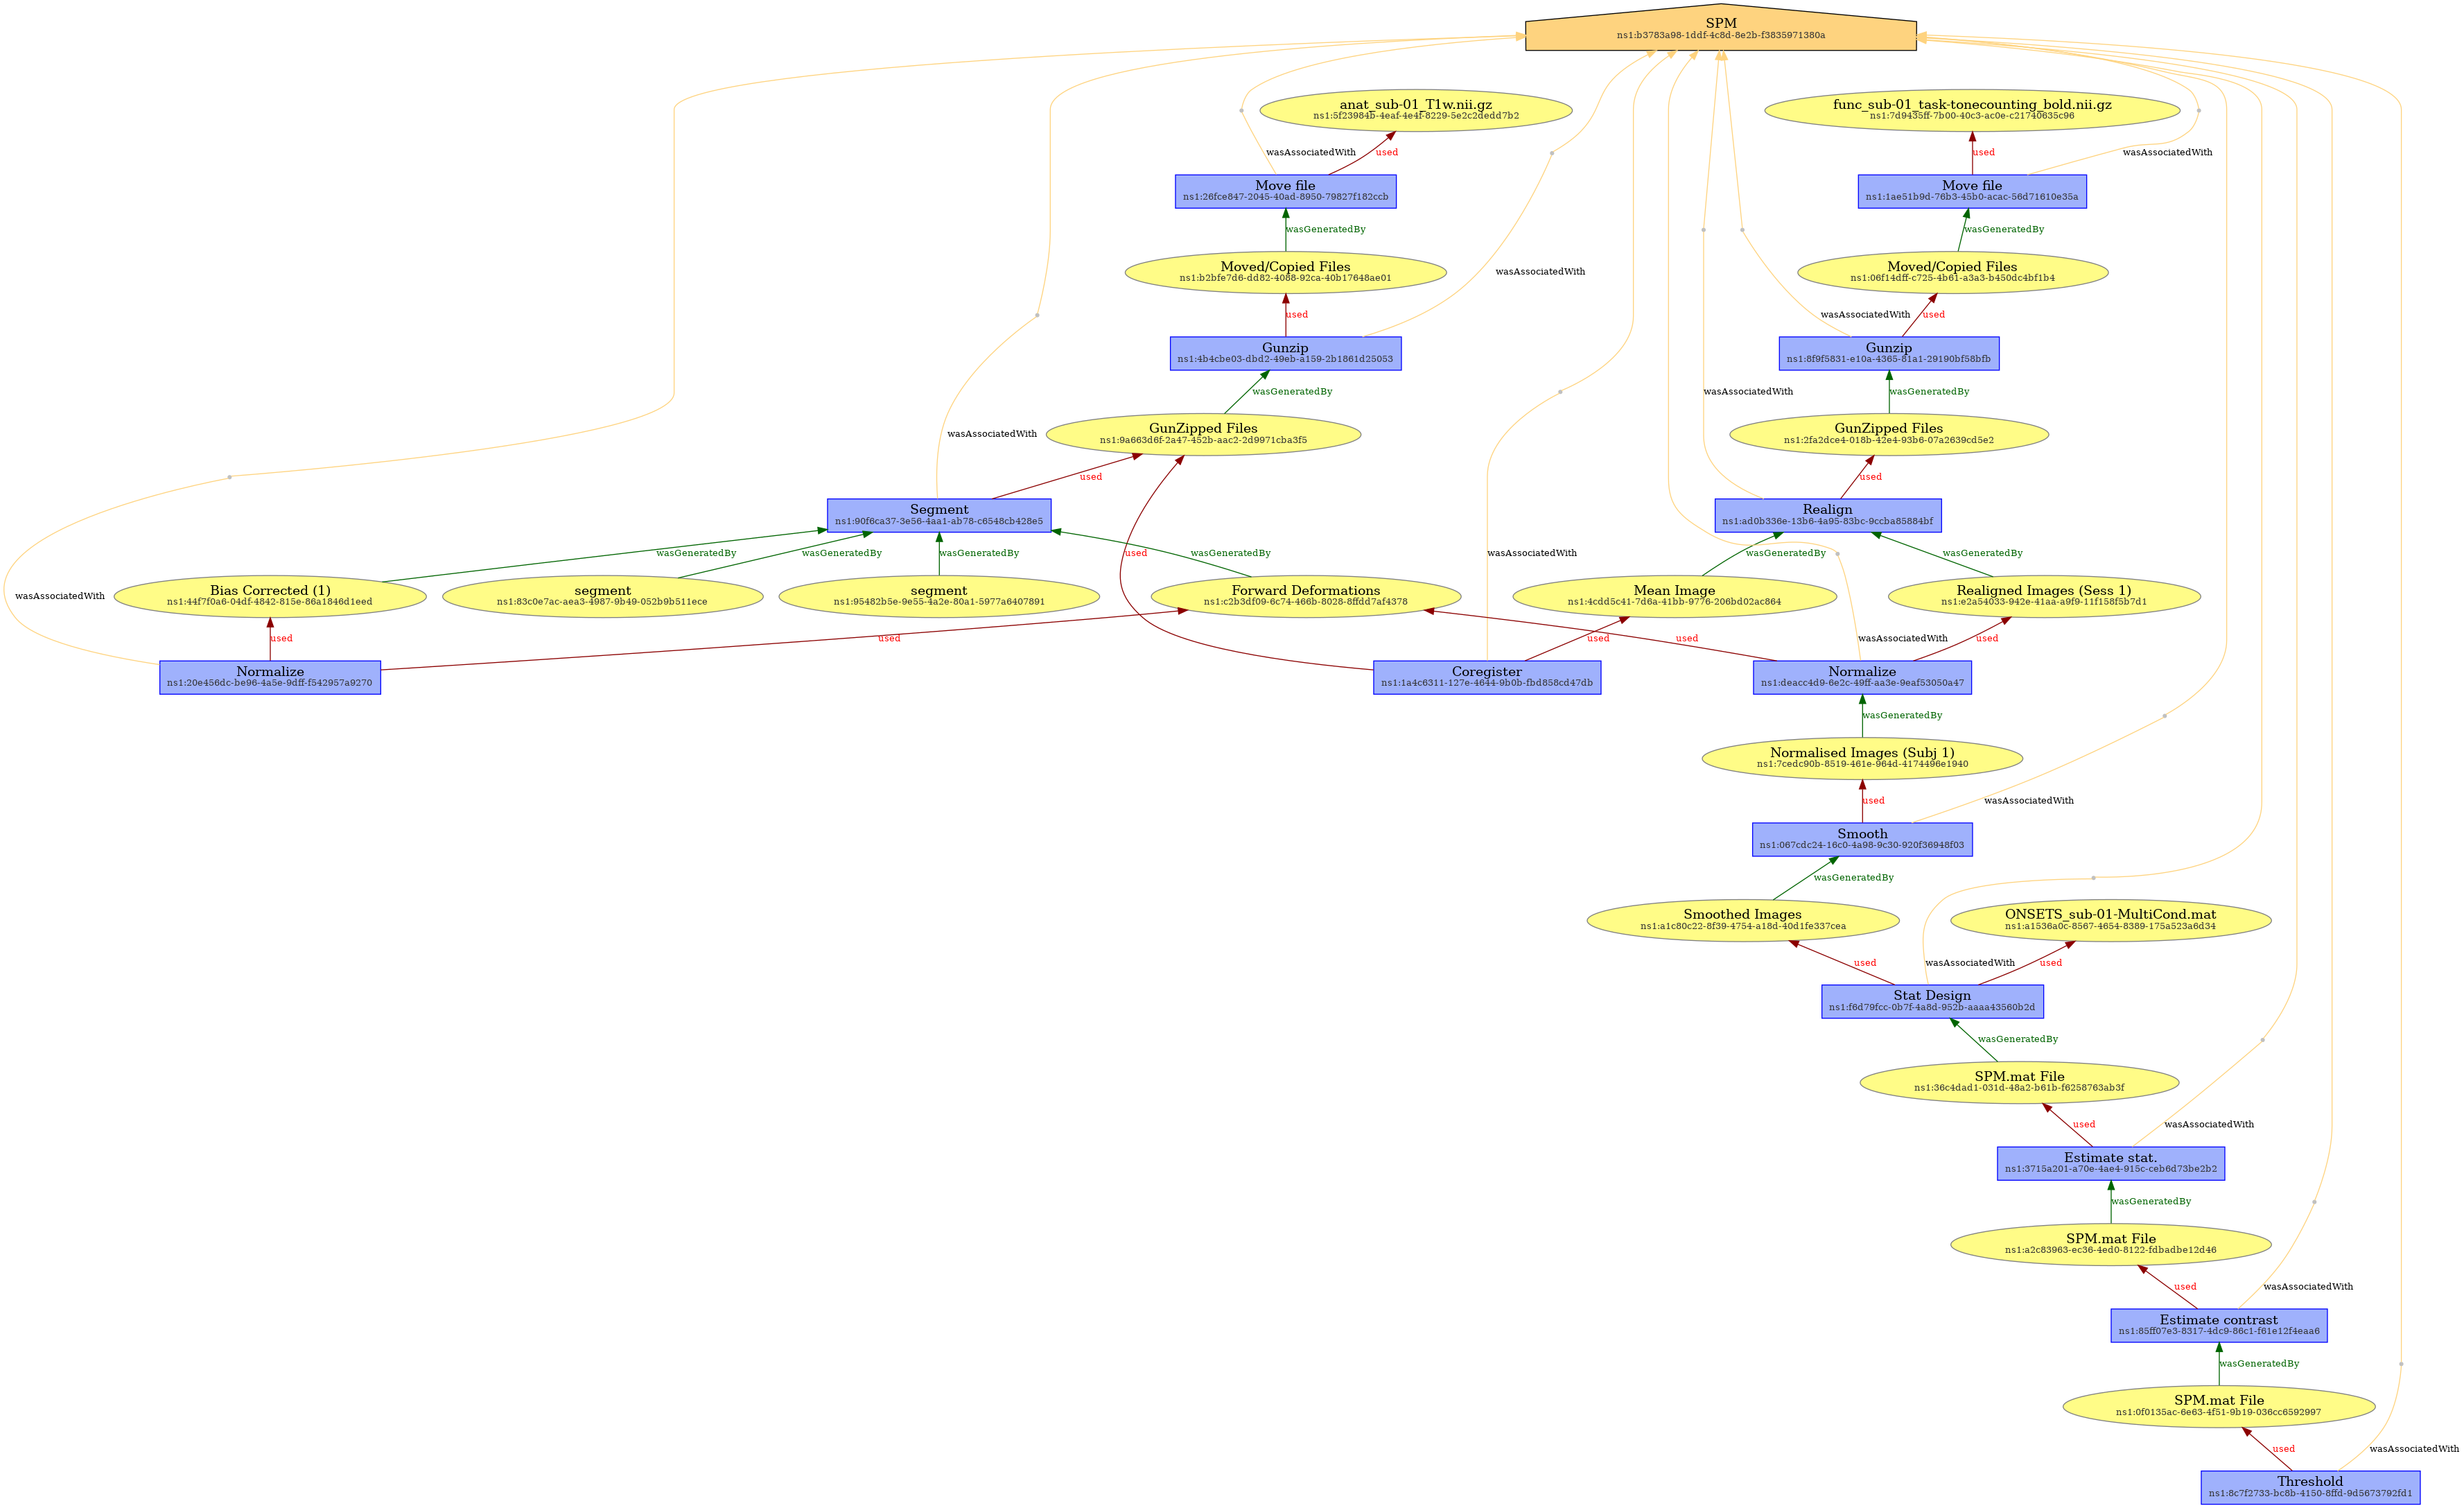 SPM
ns1:b3783a98-1ddf-4c8d-8e2b-f3835971380a
anat_sub-01_T1w.nii.gz
ns1:5f23984b-4eaf-4e4f-8229-5e2c2dedd7b2
func_sub-01_task-tonecounting_bold.nii.gz
ns1:7d9435ff-7b00-40c3-ac0e-c21740635c96
wasAssociatedWith
used
used
wasAssociatedWith
Move file
ns1:26fce847-2045-40ad-8950-79827f182ccb
Move file
ns1:1ae51b9d-76b3-45b0-acac-56d71610e35a
wasGeneratedBy
wasGeneratedBy
Moved/Copied Files
ns1:b2bfe7d6-dd82-4088-92ca-40b17648ae01
wasAssociatedWith
Moved/Copied Files
ns1:06f14dff-c725-4b61-a3a3-b450dc4bf1b4
used
wasAssociatedWith
used
Gunzip
ns1:4b4cbe03-dbd2-49eb-a159-2b1861d25053
Gunzip
ns1:8f9f5831-e10a-4365-81a1-29190bf58bfb
wasGeneratedBy
wasAssociatedWith
wasGeneratedBy
wasAssociatedWith
GunZipped Files
ns1:9a663d6f-2a47-452b-aac2-2d9971cba3f5
GunZipped Files
ns1:2fa2dce4-018b-42e4-93b6-07a2639cd5e2
used
used
Segment
ns1:90f6ca37-3e56-4aa1-ab78-c6548cb428e5
Realign
ns1:ad0b336e-13b6-4a95-83bc-9ccba85884bf
wasGeneratedBy
wasGeneratedBy
wasGeneratedBy
used
wasGeneratedBy
wasAssociatedWith
wasGeneratedBy
wasGeneratedBy
wasAssociatedWith
Bias Corrected (1)
ns1:44f7f0a6-04df-4842-815e-86a1846d1eed
segment
ns1:83c0e7ac-aea3-4987-9b49-052b9b511ece
segment
ns1:95482b5e-9e55-4a2e-80a1-5977a6407891
Forward Deformations
ns1:c2b3df09-6c74-466b-8028-8ffdd7af4378
Mean Image
ns1:4cdd5c41-7d6a-41bb-9776-206bd02ac864
Realigned Images (Sess 1)
ns1:e2a54033-942e-41aa-a9f9-11f158f5b7d1
used
used
used
used
wasAssociatedWith
used
Normalize
ns1:20e456dc-be96-4a5e-9dff-f542957a9270
Coregister
ns1:1a4c6311-127e-4644-9b0b-fbd858cd47db
Normalize
ns1:deacc4d9-6e2c-49ff-aa3e-9eaf53050a47
wasGeneratedBy
Normalised Images (Subj 1)
ns1:7cedc90b-8519-461e-964d-4174496e1940
used
wasAssociatedWith
Smooth
ns1:067cdc24-16c0-4a98-9c30-920f36948f03
wasGeneratedBy
Smoothed Images
ns1:a1c80c22-8f39-4754-a18d-40d1fe337cea
ONSETS_sub-01-MultiCond.mat
ns1:a1536a0c-8567-4654-8389-175a523a6d34
used
wasAssociatedWith
used
Stat Design
ns1:f6d79fcc-0b7f-4a8d-952b-aaaa43560b2d
wasGeneratedBy
SPM.mat File
ns1:36c4dad1-031d-48a2-b61b-f6258763ab3f
used
wasAssociatedWith
Estimate stat.
ns1:3715a201-a70e-4ae4-915c-ceb6d73be2b2
wasGeneratedBy
SPM.mat File
ns1:a2c83963-ec36-4ed0-8122-fdbadbe12d46
used
wasAssociatedWith
Estimate contrast
ns1:85ff07e3-8317-4dc9-86c1-f61e12f4eaa6
wasGeneratedBy
SPM.mat File
ns1:0f0135ac-6e63-4f51-9b19-036cc6592997
used
wasAssociatedWith
Threshold
ns1:8c7f2733-bc8b-4150-8ffd-9d5673792fd1